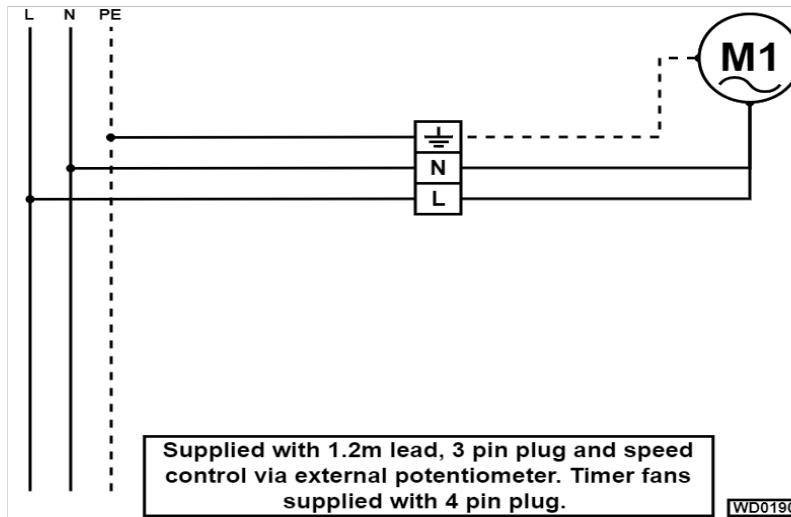 L N PE
M1
N
L
Supplied with 1.2m lead, 3 pin plug and speed
control via external potentiometer. Timer fans
supplied with 4 pin plug.
WD0190